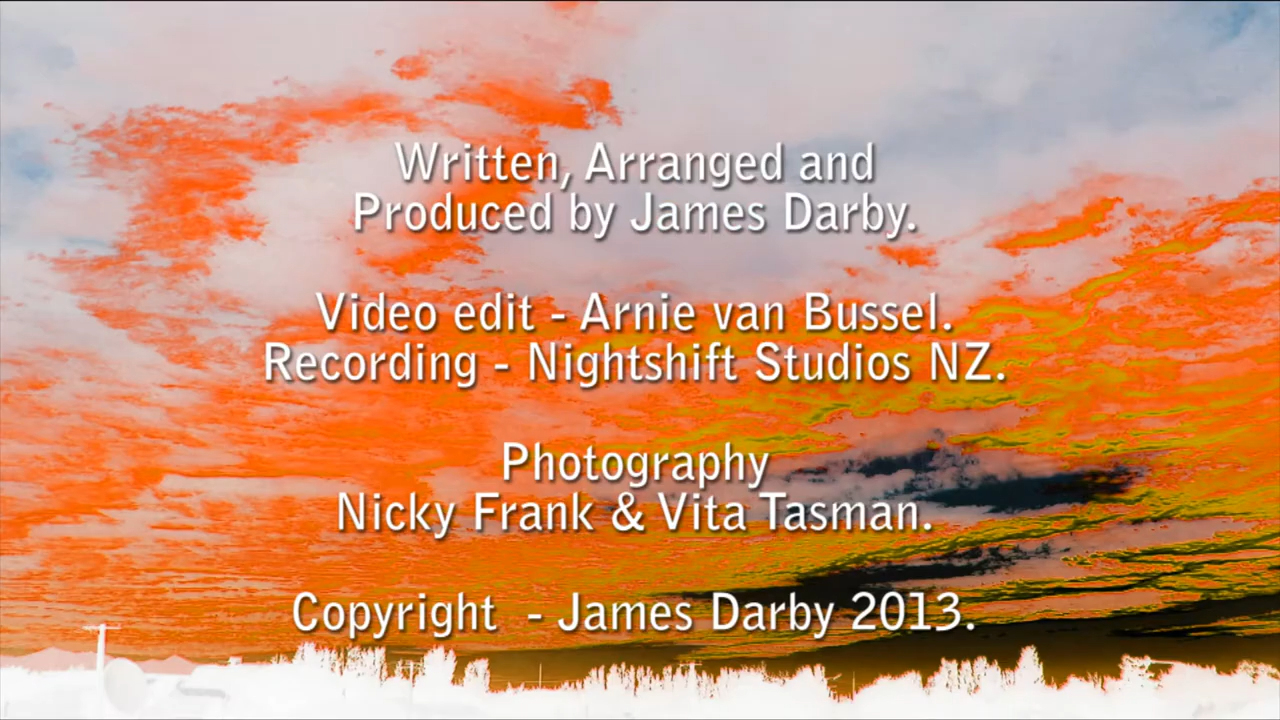 Written, Arranged and
Produced by James Darby.
Video edit - Arnie van Bussel.
Recording - Nightshift Studios NZ.
Photography
Nicky Frank & Vita Tasman.
Copyright  - James Darby 2013.